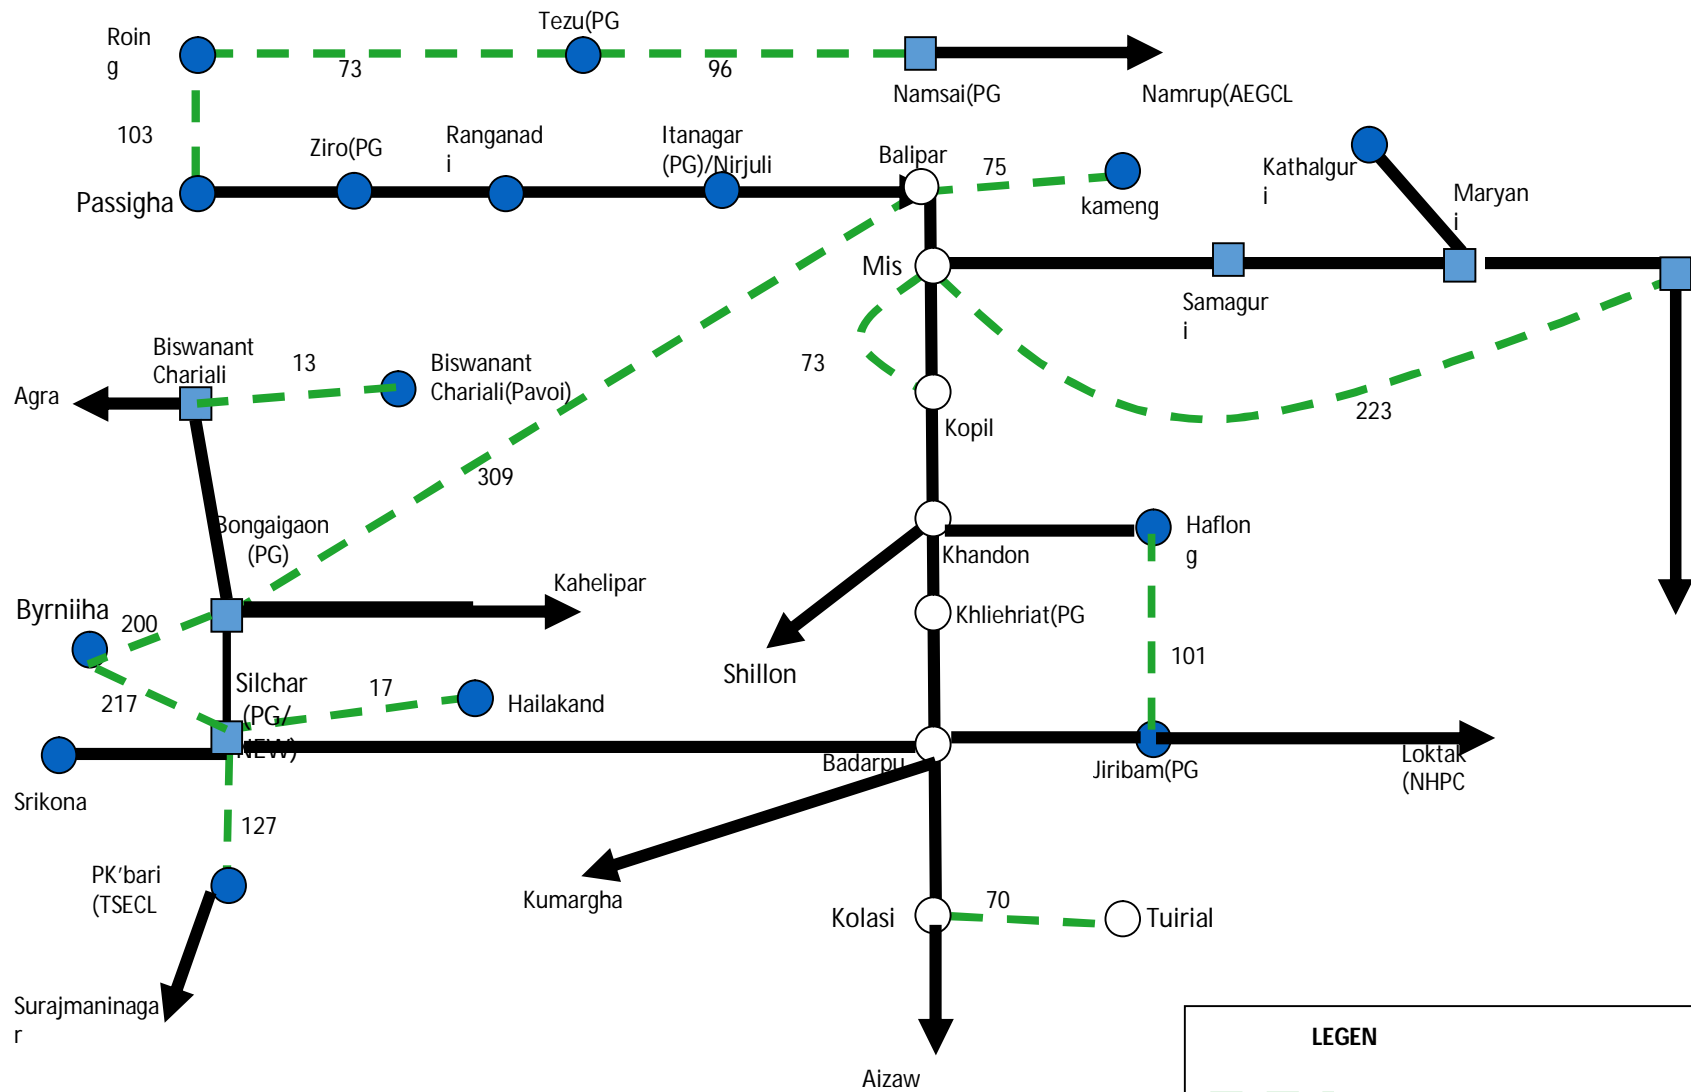 Roin
g
Tezu(PG
73
96
Namsai(PG
Namrup(AEGCL
103
Ziro(PG
Ranganad
i
Itanagar
(PG)/Nirjuli
Balipar
75
kameng
Kathalgur
i
Maryan
i
Passigha
Mis
Samagur
i
Biswanant
Chariali
13
Biswanant
Chariali(Pavoi)
Agra
73
223
Kopil
309
Bongaigaon
(PG)
Khandon
Haflon
g
Kahelipar
Byrniiha
200
Khliehriat(PG
Shillon
101
217
Silchar
(PG/
NEW)
17
Hailakand
Srikona
Badarpu
Jiribam(PG
Loktak
(NHPC
127
PK'bari
(TSECL
Kumargha
Kolasi
70
Tuirial
Surajmaninaga
r
Aizaw
LEGEN